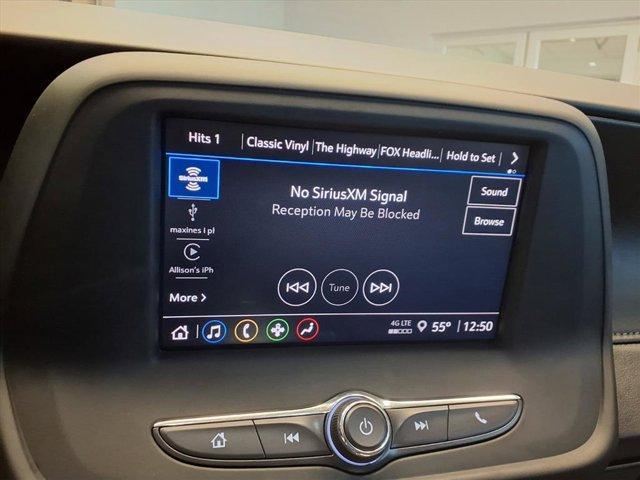 Hits 1 Classic Vinyl The Highway FOX Headli... Hold to Set
SiriusXM
No SiriusXM Signal
Reception May Be Blocked
Sound
Browse
maxines i pl
Allison's iPh
More
Tune
4G LTE 55° 12:50